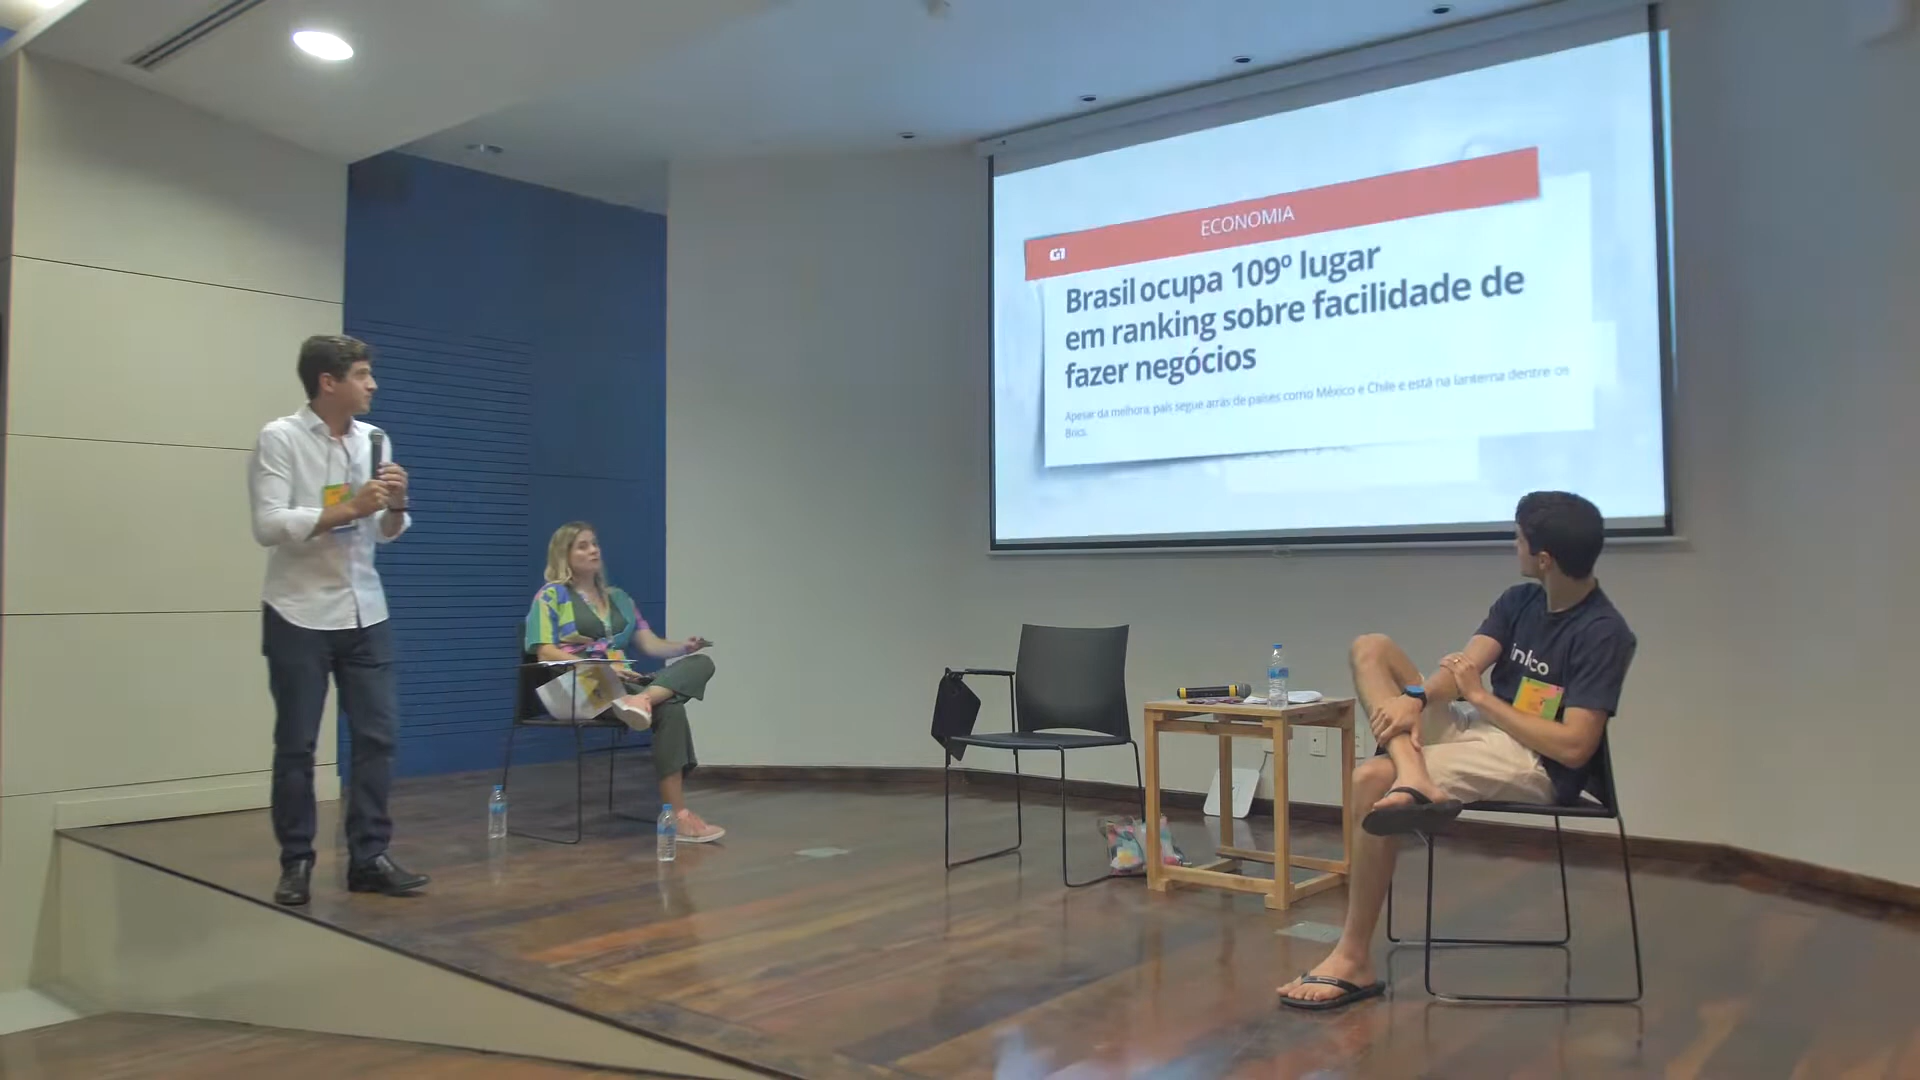 ECONOMIA
G1
Brasil ocupa 109º lugar
em ranking sobre facilidade de
fazer negócios
Apesar da melhora, país segue atrás de países como México e Chile e está na lanterna dentre os
Brics.